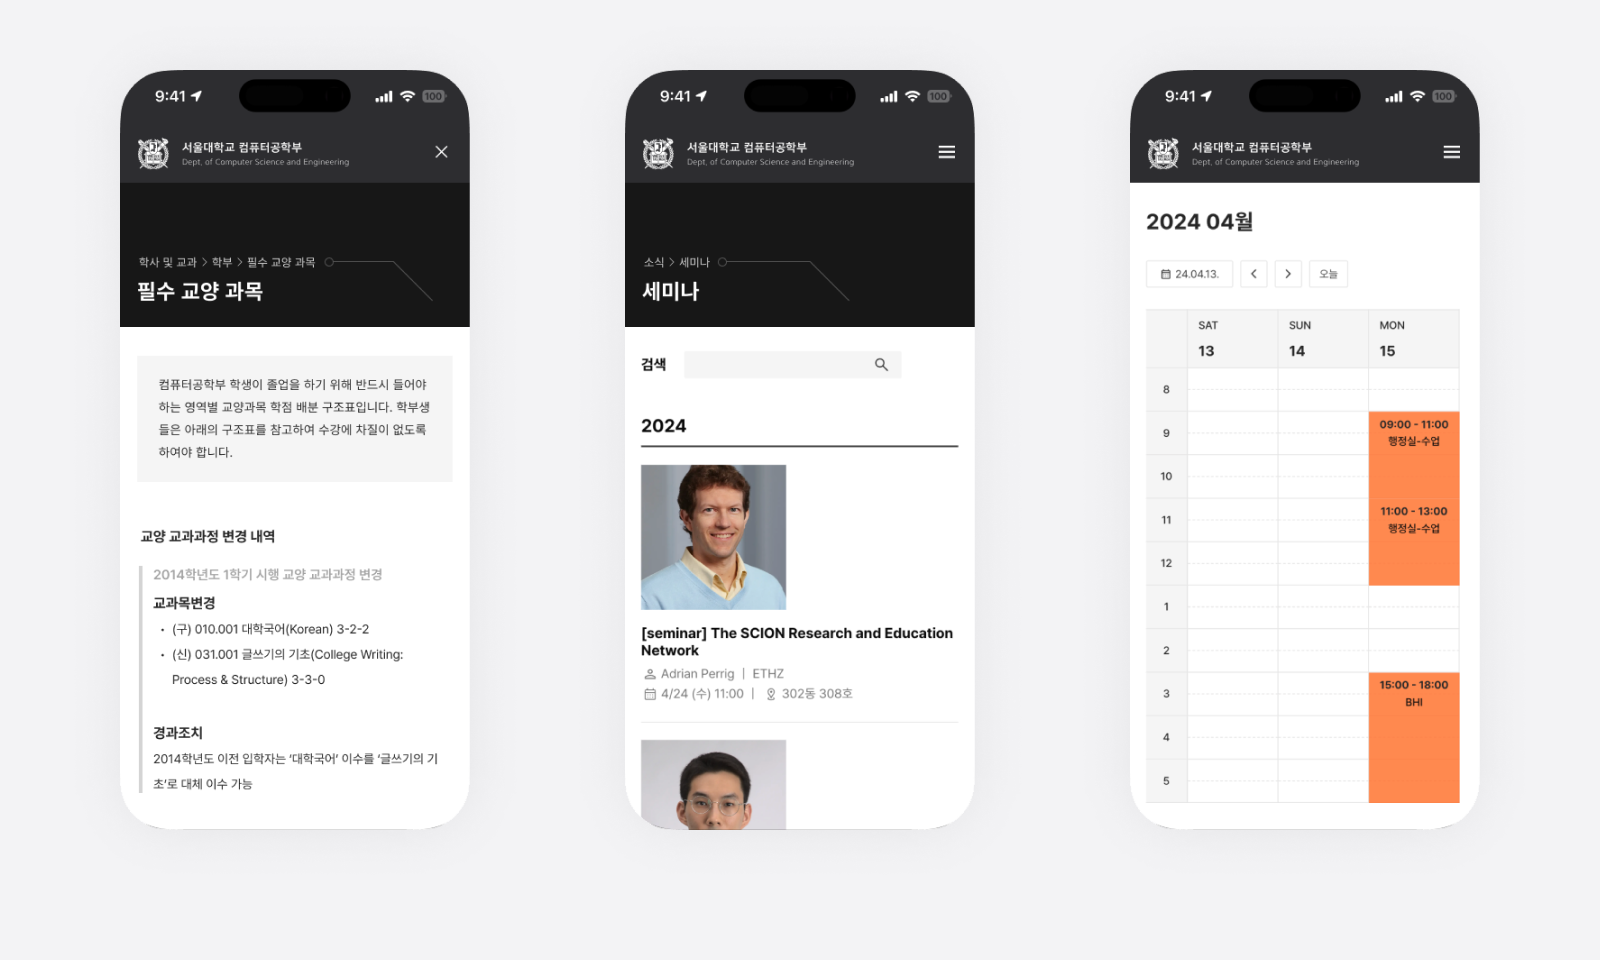 9:41
100
서울대학교 컴퓨터공학부
Dept. of Computer Science and Engineering
학사 및 교과 > 학부 > 필수 교양 과목
필수 교양 과목
컴퓨터공학부 학생이 졸업을 하기 위해 반드시 들어야
하는 영역별 교양과목 학점 배분 구조표입니다. 학부생
들은 아래의 구조표를 참고하여 수강에 차질이 없도록
하여야 합니다.
교양 교과과정 변경 내역
2014학년도 1학기 시행 교양 교과과정 변경
교과목변경
• (구) 010.001 대학국어(Korean) 3-2-2
• (신) 031.001 글쓰기의 기초(College Writing:
Process & Structure) 3-3-0
경과조치
2014학년도 이전 입학자는 ‘대학국어’ 이수를 ‘글쓰기의 기
초’로 대체 이수 가능
9:41
100
서울대학교 컴퓨터공학부
Dept. of Computer Science and Engineering
소식 > 세미나
세미나
검색
2024
[seminar] The SCION Research and Education
Network
Adrian Perrig | ETHZ
4/24 (수) 11:00 | 302동 308호
9:41
100
서울대학교 컴퓨터공학부
Dept. of Computer Science and Engineering
2024 04월
24.04.13.
오늘
SAT SUN MON
13 14 15
8
9
10
11
12
1
2
3
4
5
09:00 - 11:00
행정실-수업
11:00 - 13:00
행정실-수업
15:00 - 18:00
BHI